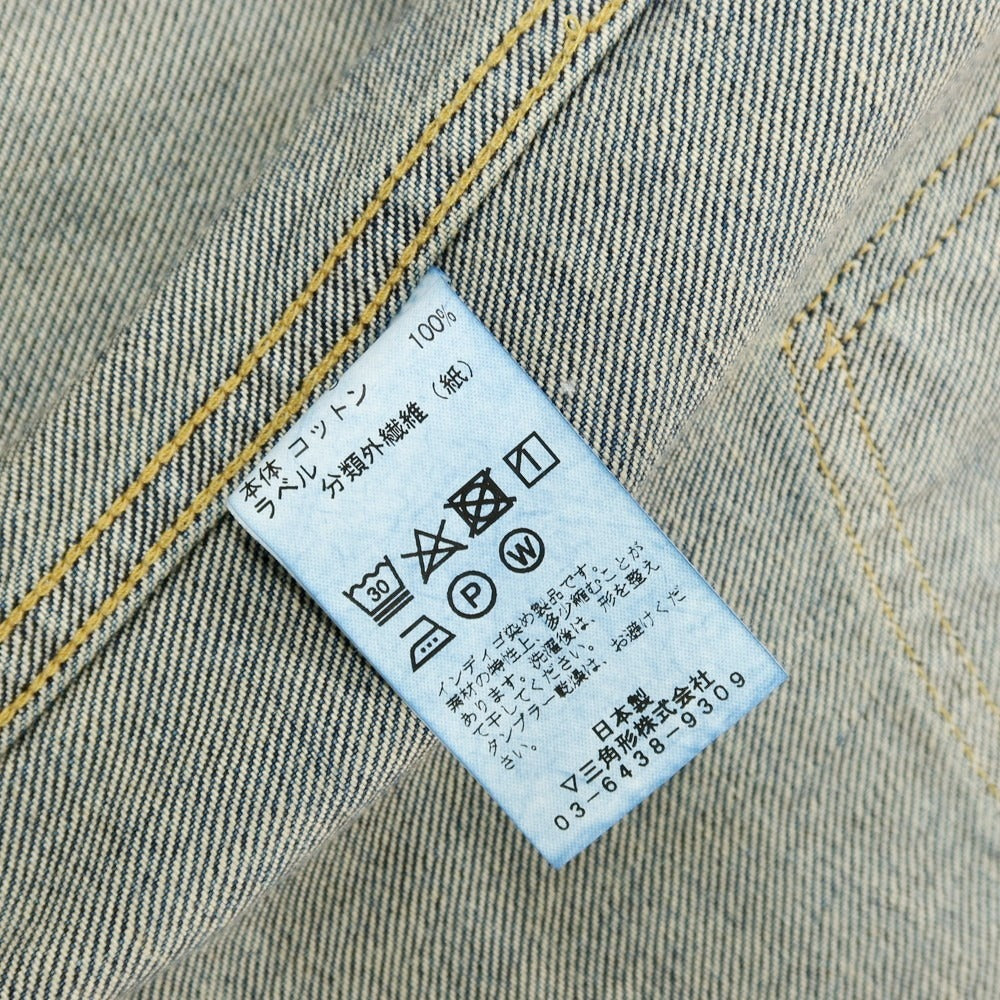 本体 コットン 100%
ラベル 分類外繊維(紙)
30 1
P W
インディゴ染め製品です。
素材の特性上、多少縮むことが
あります。洗濯後は、形を整え
て干してください。
タンブラー乾燥は、お避けくだ
さい。
日本製
▽三角形株式会社
03-6438-9309